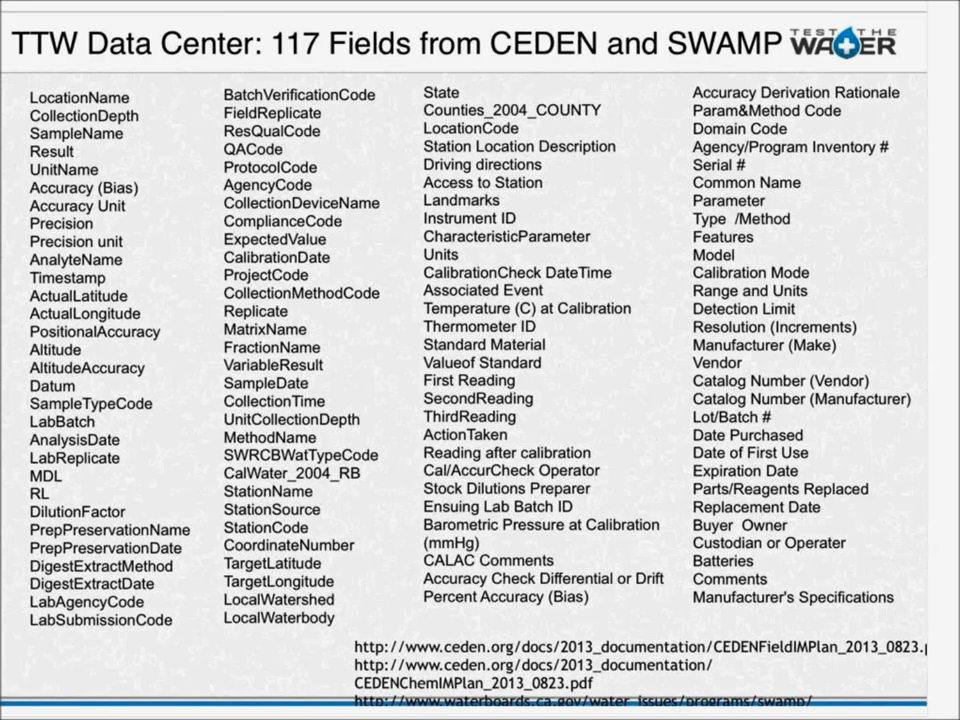 TTW Data Center: 117 Fields from CEDEN and SWAMP
TEST THE
WATER
LocationName
CollectionDepth
SampleName
Result
UnitName
Accuracy (Bias)
Accuracy Unit
Precision
Precision unit
AnalyteName
Timestamp
ActualLatitude
ActualLongitude
PositionalAccuracy
Altitude
AltitudeAccuracy
Datum
SampleTypeCode
LabBatch
AnalysisDate
LabReplicate
MDL
RL
DilutionFactor
PrepPreservationName
PrepPreservationDate
DigestExtractMethod
DigestExtractDate
LabAgencyCode
LabSubmissionCode
BatchVerificationCode
FieldReplicate
ResQualCode
QACode
ProtocolCode
AgencyCode
CollectionDeviceName
ComplianceCode
ExpectedValue
CalibrationDate
ProjectCode
CollectionMethodCode
Replicate
MatrixName
FractionName
VariableResult
SampleDate
CollectionTime
UnitCollectionDepth
MethodName
SWRCBWatTypeCode
CalWater_2004_RB
StationName
StationSource
StationCode
CoordinateNumber
TargetLatitude
TargetLongitude
LocalWatershed
LocalWaterbody
State
Counties_2004_COUNTY
LocationCode
Station Location Description
Driving directions
Access to Station
Landmarks
Instrument ID
CharacteristicParameter
Units
CalibrationCheck DateTime
Associated Event
Temperature (C) at Calibration
Thermometer ID
Standard Material
Valueof Standard
First Reading
SecondReading
ThirdReading
ActionTaken
Reading after calibration
Cal/AccurCheck Operator
Stock Dilutions Preparer
Ensuing Lab Batch ID
Barometric Pressure at Calibration
(mmHg)
CALAC Comments
Accuracy Check Differential or Drift
Percent Accuracy (Bias)
Accuracy Derivation Rationale
Param&Method Code
Domain Code
Agency/Program Inventory #
Serial #
Common Name
Parameter
Type /Method
Features
Model
Calibration Mode
Range and Units
Detection Limit
Resolution (Increments)
Manufacturer (Make)
Vendor
Catalog Number (Vendor)
Catalog Number (Manufacturer)
Lot/Batch #
Date Purchased
Date of First Use
Expiration Date
Parts/Reagents Replaced
Replacement Date
Buyer Owner
Custodian or Operater
Batteries
Comments
Manufacturer's Specifications
http://www.ceden.org/docs/2013_documentation/CEDENFieldIMPlan_2013_0823.p
http://www.ceden.org/docs/2013_documentation/
CEDENChemIMPlan_2013_0823.pdf
http://www.waterboards.ca.gov/water_issues/programs/swamp/